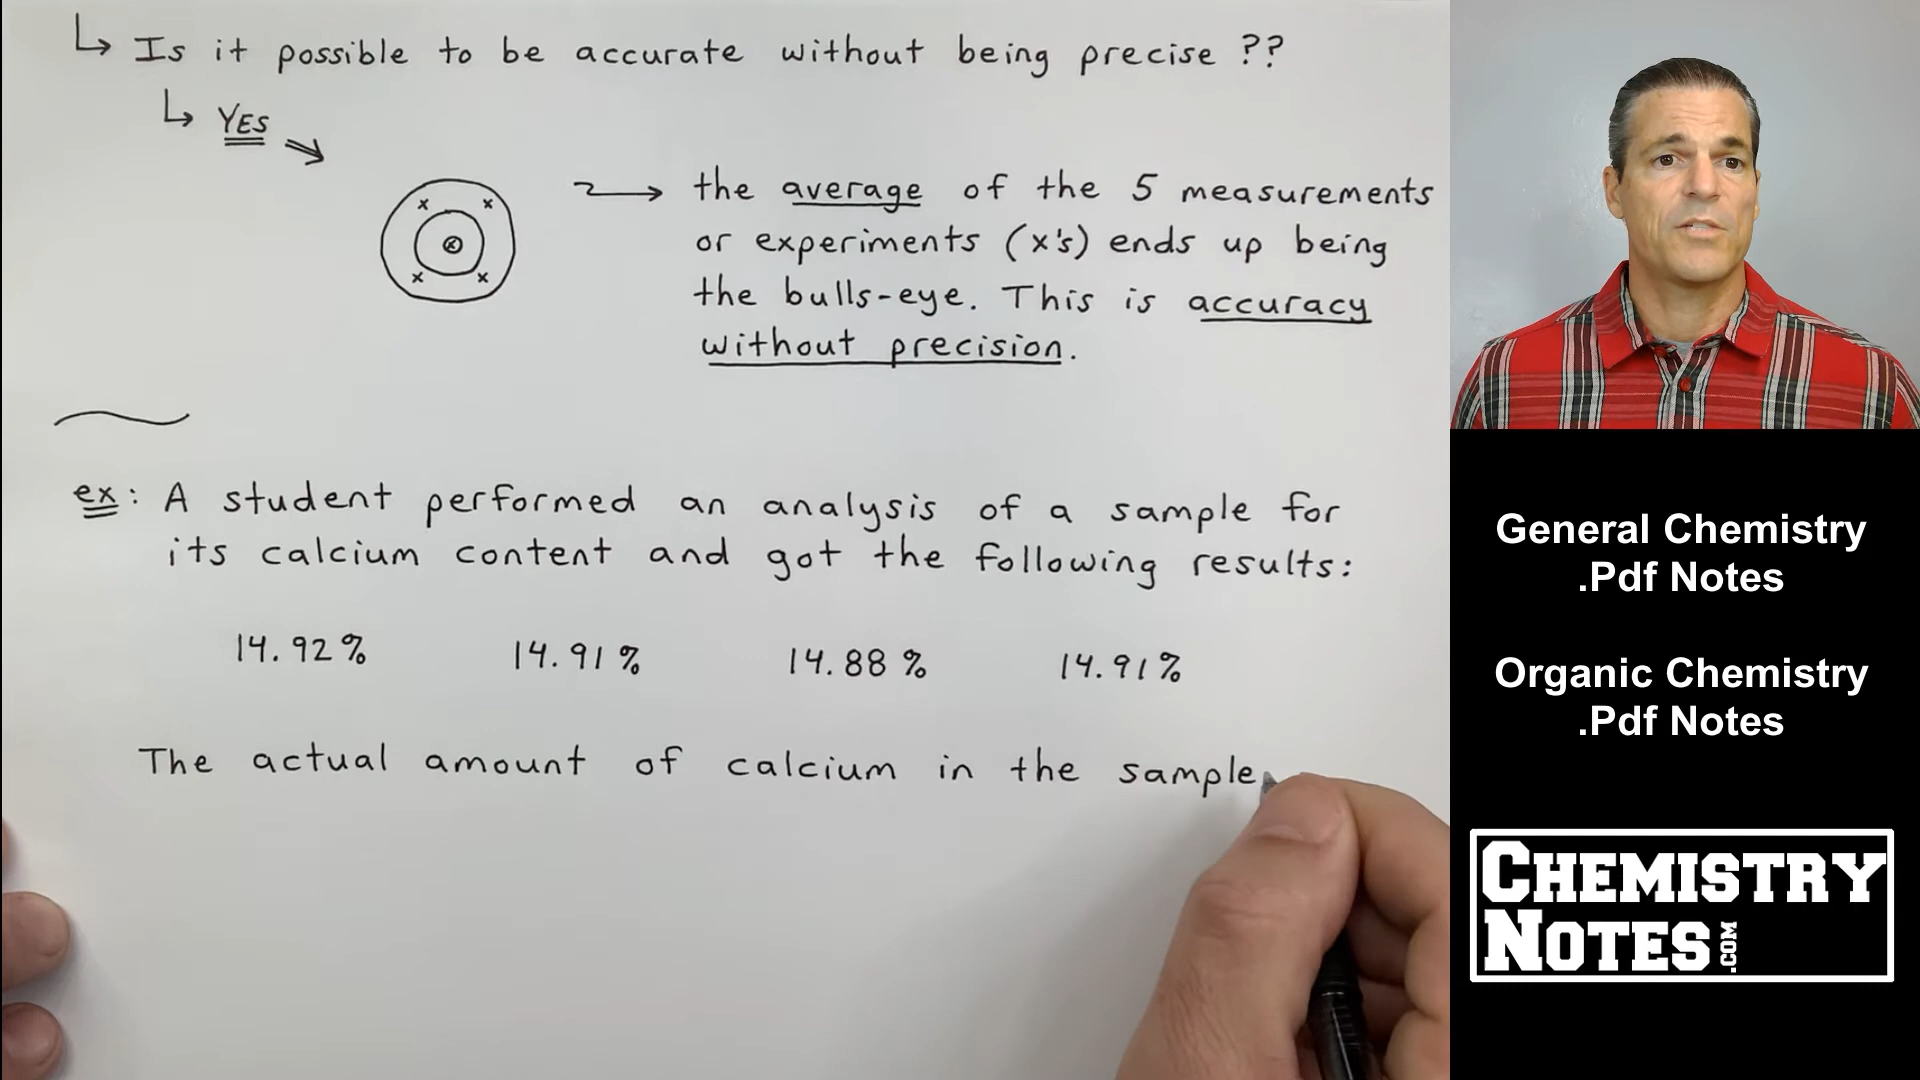 ↳ Is it possible to be accurate without being precise ??
↳ YES
→ the average of the 5 measurements
or experiments (x's) ends up being
the bulls-eye. This is accuracy
without precision.
ex: A student performed an analysis of a sample for
its calcium content and got the following results:
14.92% 14.91% 14.88% 14.91%
The actual amount of calcium in the sample
General Chemistry
.Pdf Notes
Organic Chemistry
.Pdf Notes
CHEMISTRY
NOTES.COM